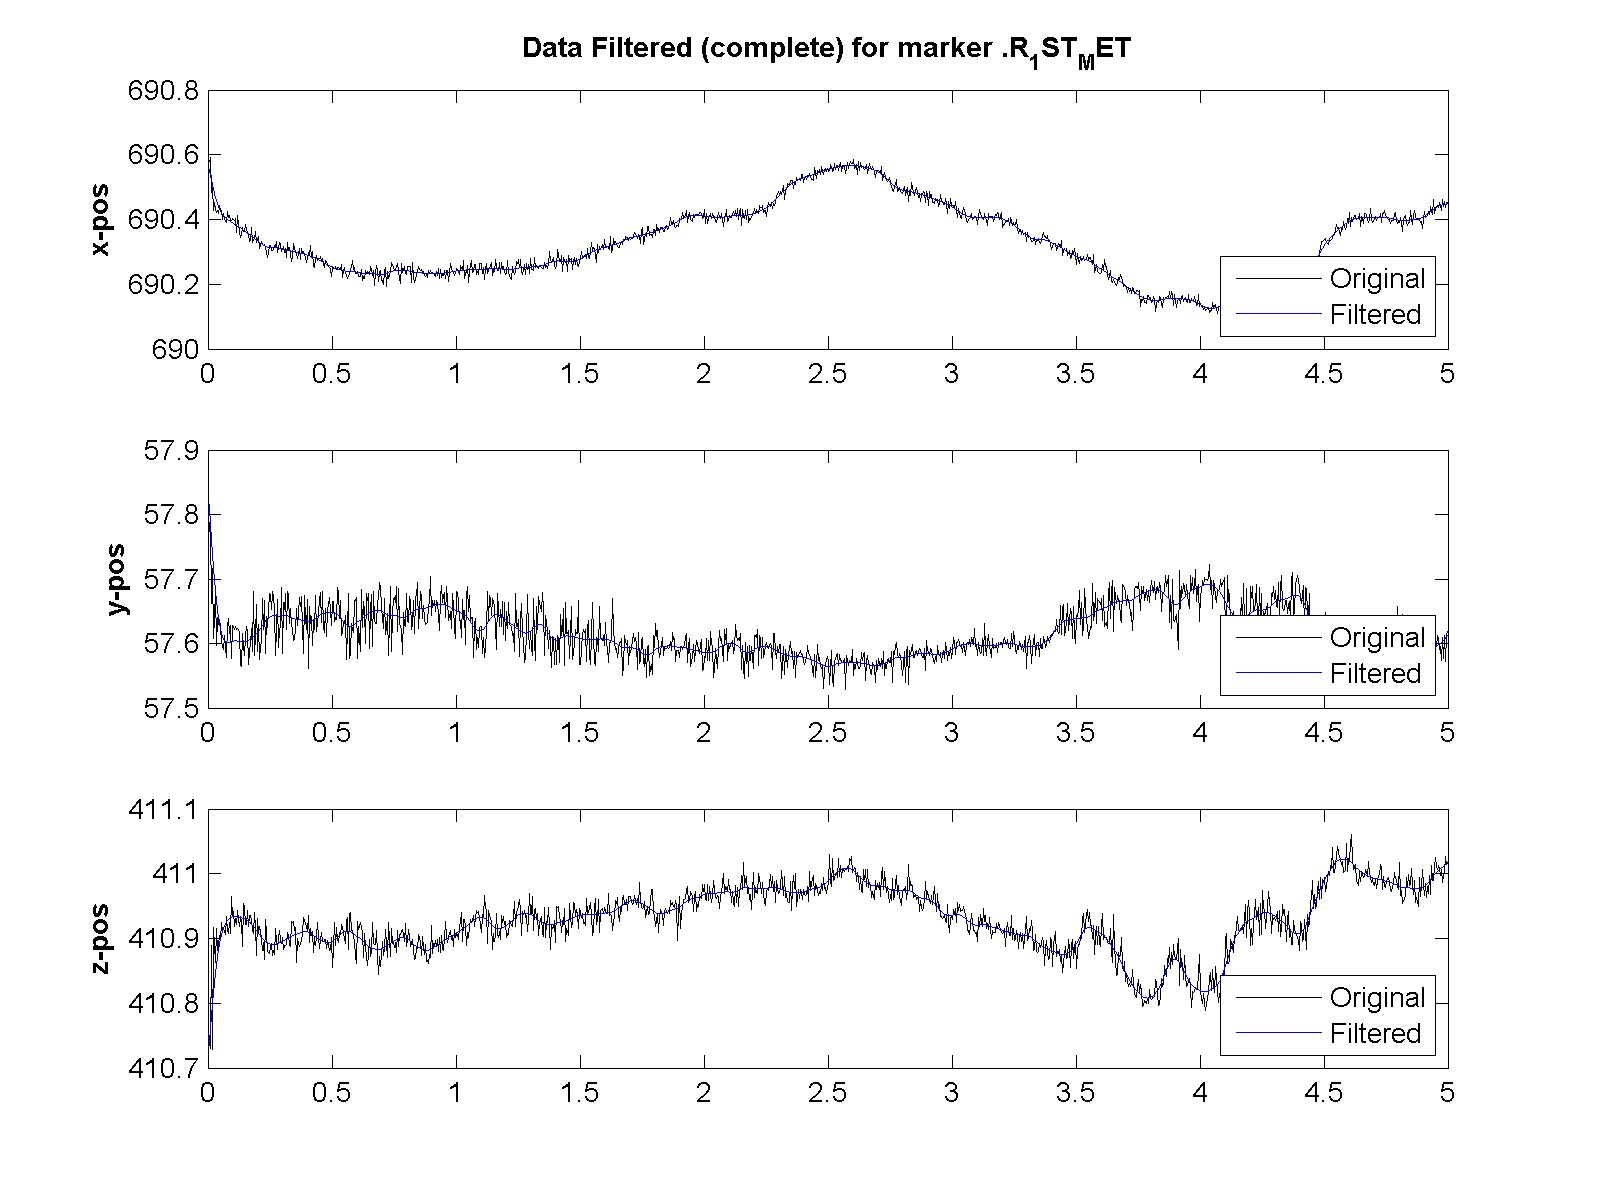 Data Filtered (complete) for marker .R1STMET
690.8
690.6
690.4
690.2
690
x-pos
Original
Filtered
0 0.5 1 1.5 2 2.5 3 3.5 4 4.5 5
57.9
57.8
57.7
57.6
57.5
y-pos
Original
Filtered
0 0.5 1 1.5 2 2.5 3 3.5 4 4.5 5
411.1
411
410.9
410.8
410.7
z-pos
Original
Filtered
0 0.5 1 1.5 2 2.5 3 3.5 4 4.5 5